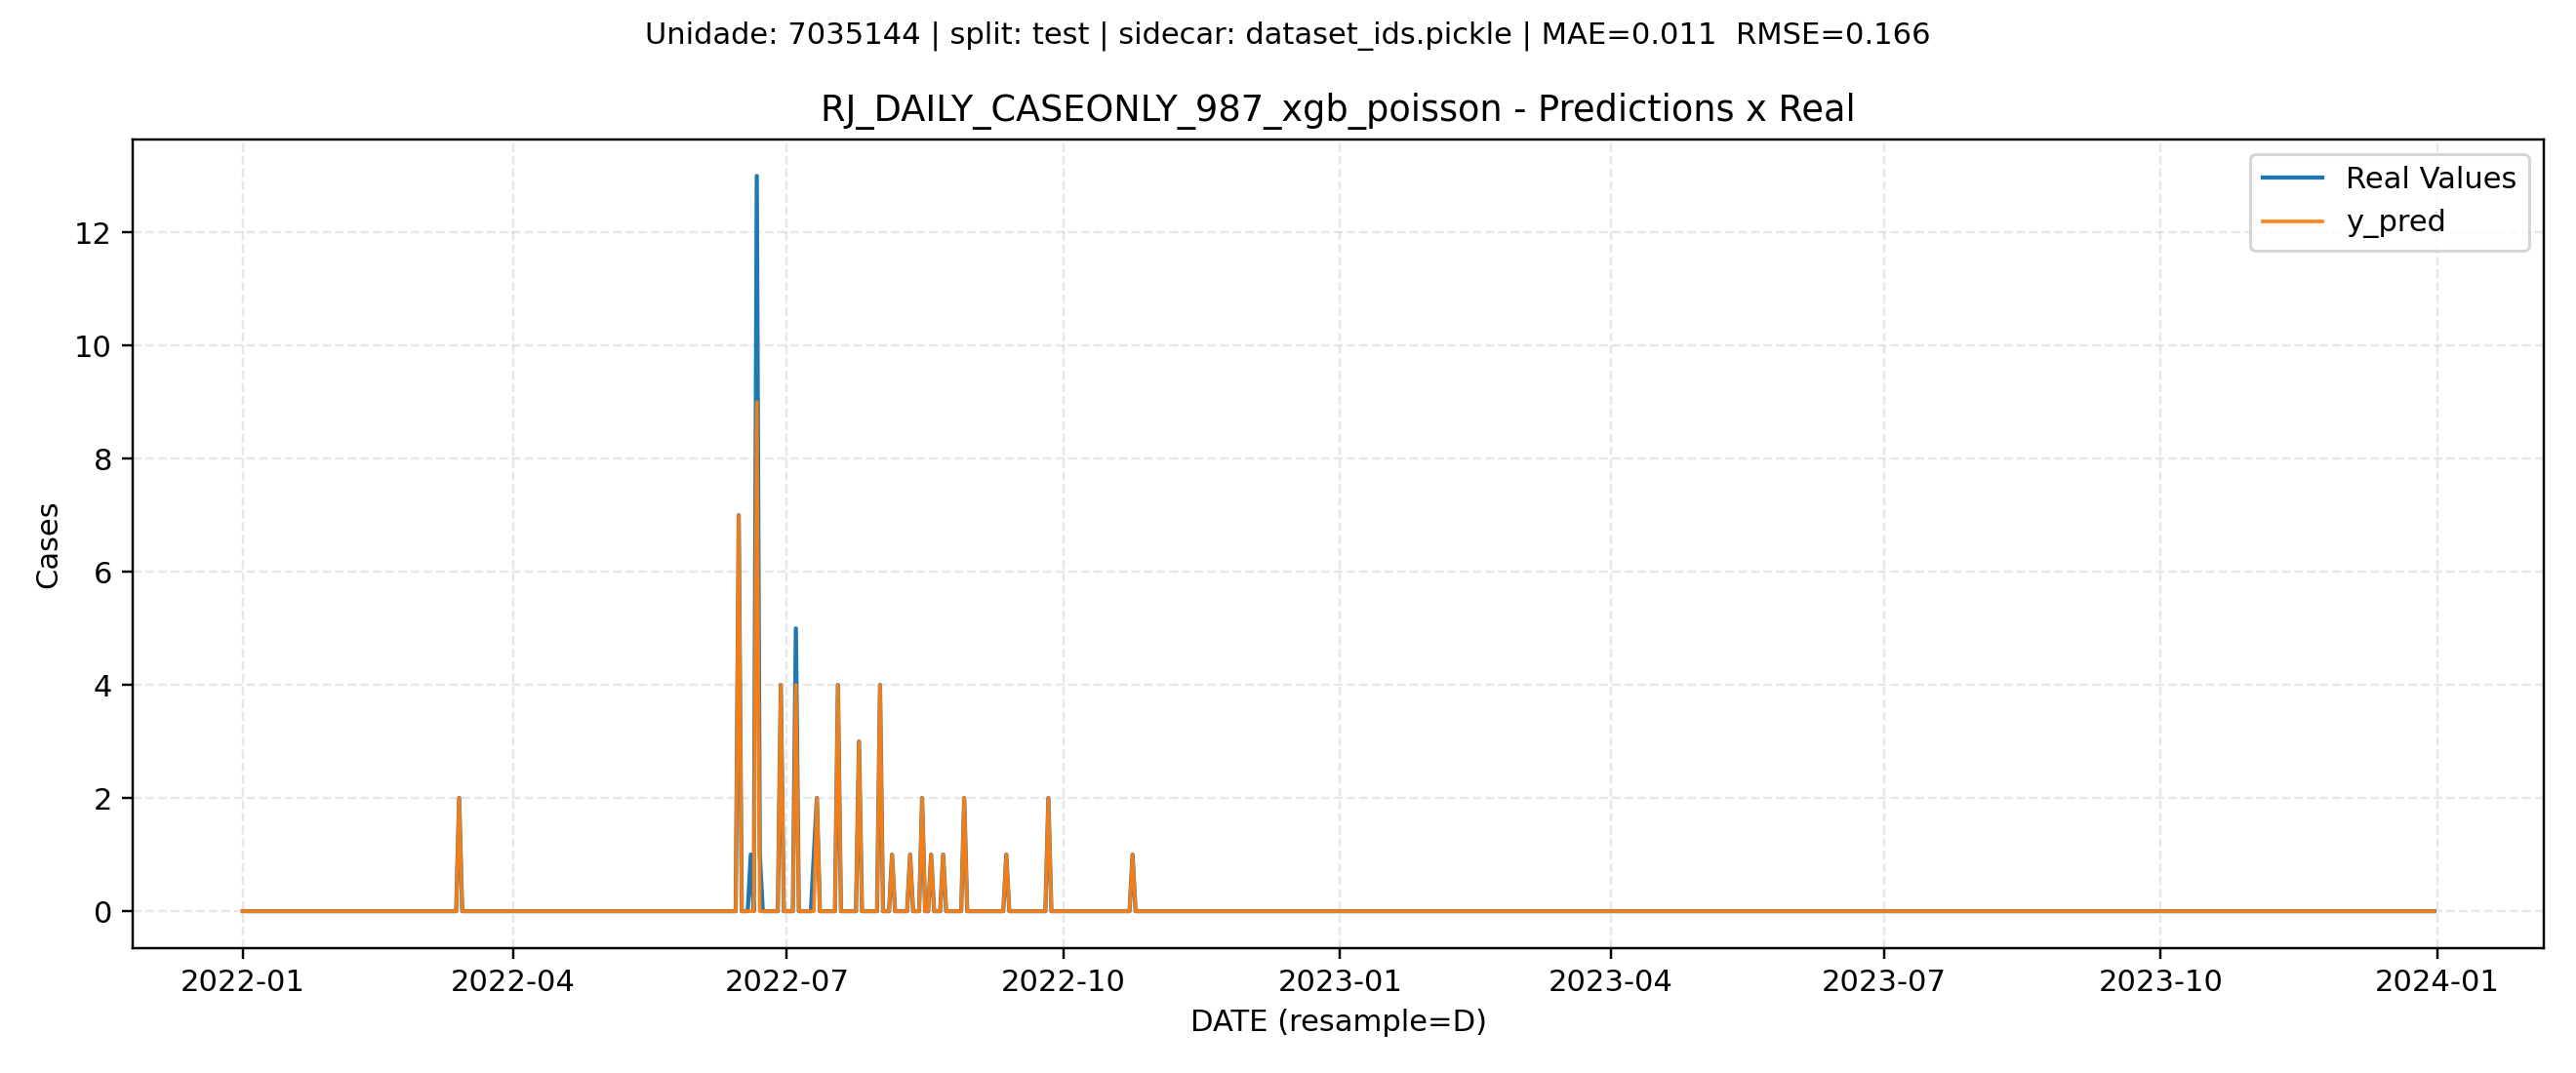 Unidade: 7035144 | split: test | sidecar: dataset_ids.pickle | MAE=0.011  RMSE=0.166
RJ_DAILY_CASEONLY_987_xgb_poisson - Predictions x Real
Real Values
y_pred
Cases
12
10
8
6
4
2
0
2022-01
2022-04
2022-07
2022-10
2023-01
2023-04
2023-07
2023-10
2024-01
DATE (resample=D)